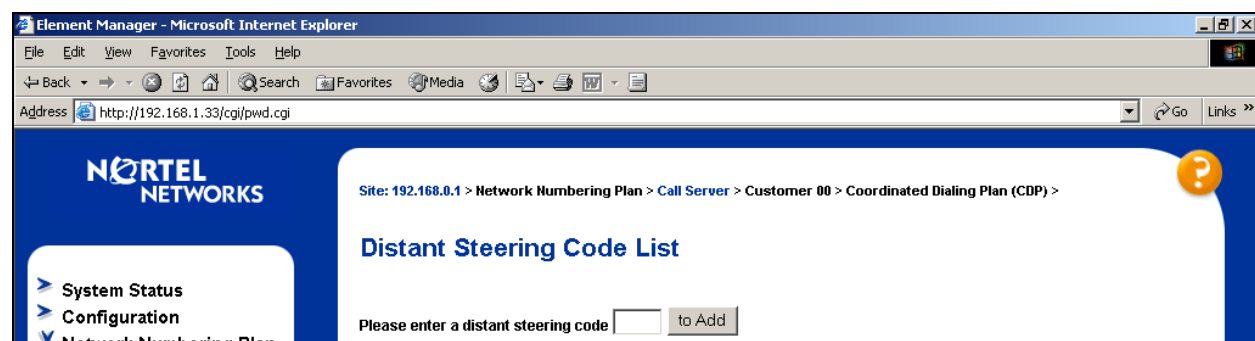 Element Manager - Microsoft Internet Explorer
File Edit View Favorites Tools Help
Back Search Favorites Media
Address http://192.168.1.33/cgi/pwd.cgi Go Links »
NORTEL
NETWORKS
Site: 192.168.0.1 > Network Numbering Plan > Call Server > Customer 00 > Coordinated Dialing Plan (CDP) >
Distant Steering Code List
System Status
Configuration
Please enter a distant steering code to Add
Network Numbering Plan